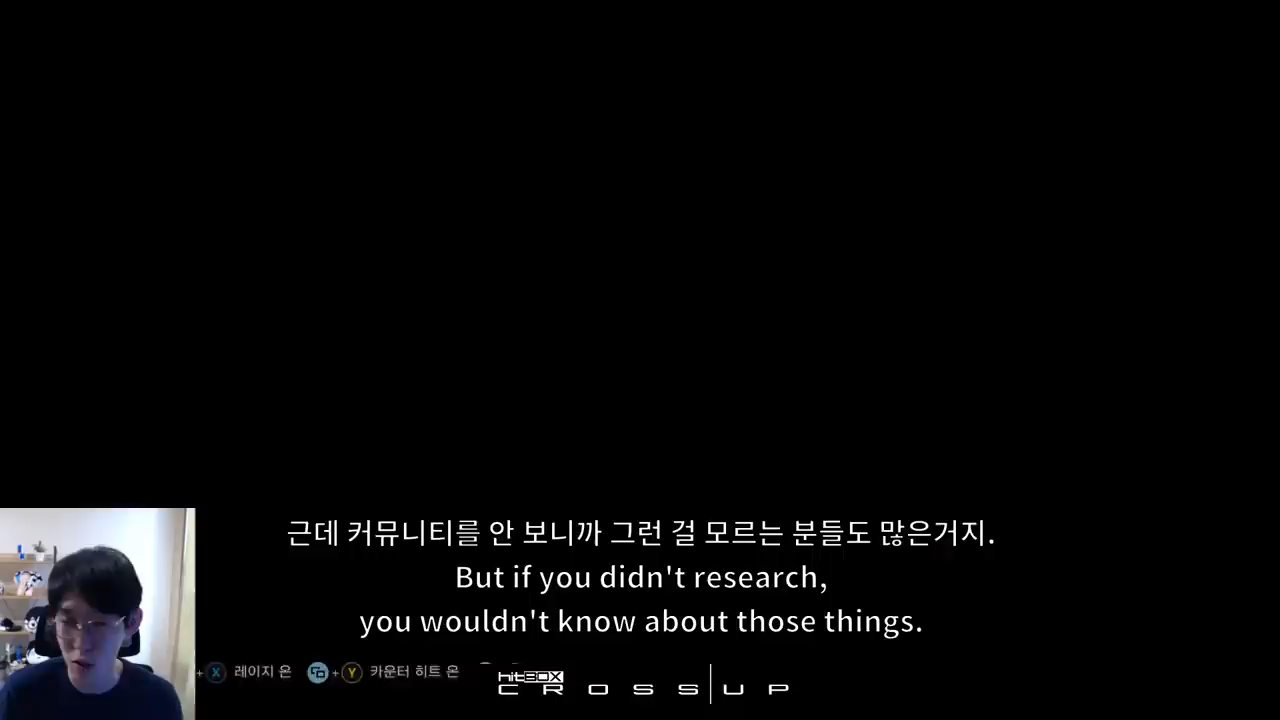 근데 커뮤니티를 안 보니까 그런 걸 모르는 분들도 많은거지.
But if you didn't research,
you wouldn't know about those things.
+ X 레이지 온 + Y 카운터 히트 온
hitBOX
CROSS|UP